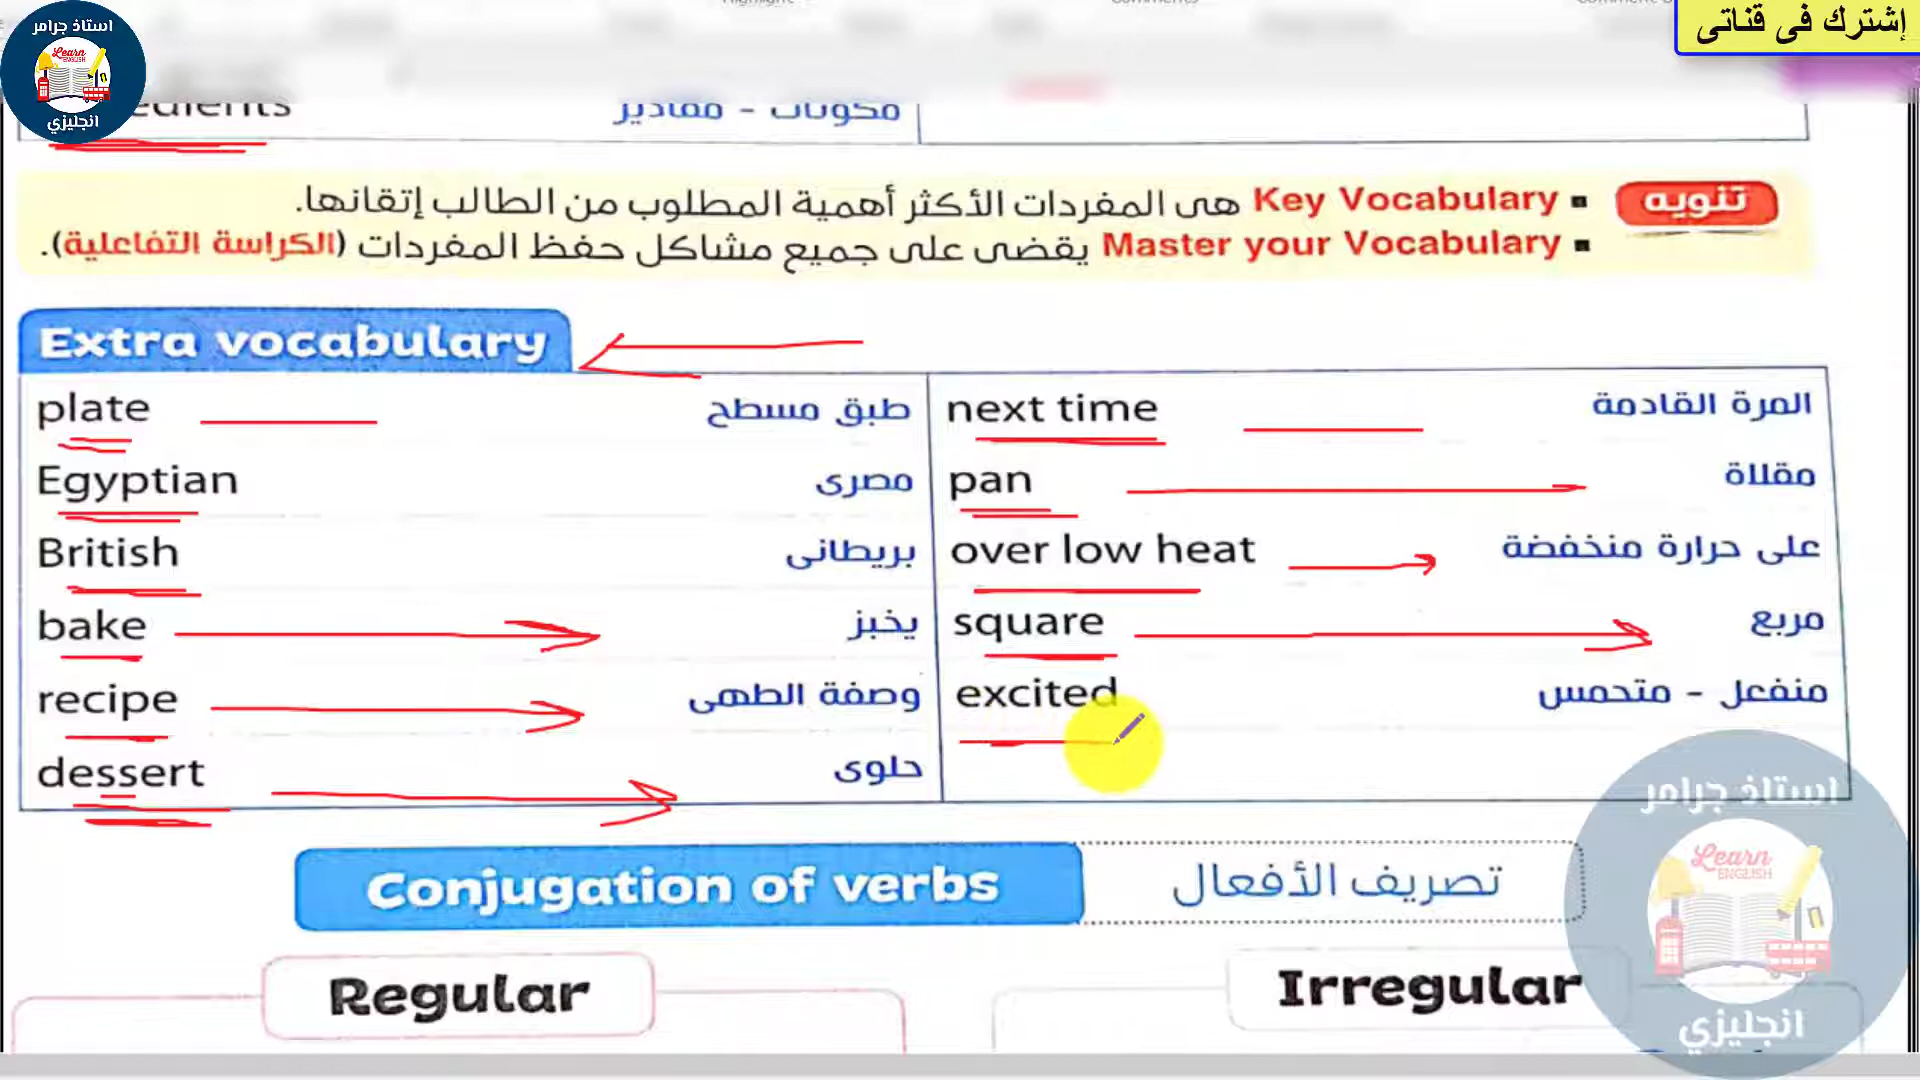 استاذ جرامر
Learn
ENGLISH
انجليزي
إشترك فى قناتى
مكونات - مقادير
تنويه
▪ Key Vocabulary هى المفردات الأكثر أهمية المطلوب من الطالب إتقانها.
▪ Master your Vocabulary يقضى على جميع مشاكل حفظ المفردات (الكراسة التفاعلية).
Extra vocabulary
plate طبق مسطح
next time المرة القادمة
Egyptian مصرى
pan مقلاة
British بريطانى
over low heat على حرارة منخفضة
bake يخبز
square مربع
recipe وصفة الطهى
excited منفعل - متحمس
dessert حلوى
Conjugation of verbs تصريف الأفعال
Regular
Irregular
استاذ جرامر
Learn
ENGLISH
انجليزي